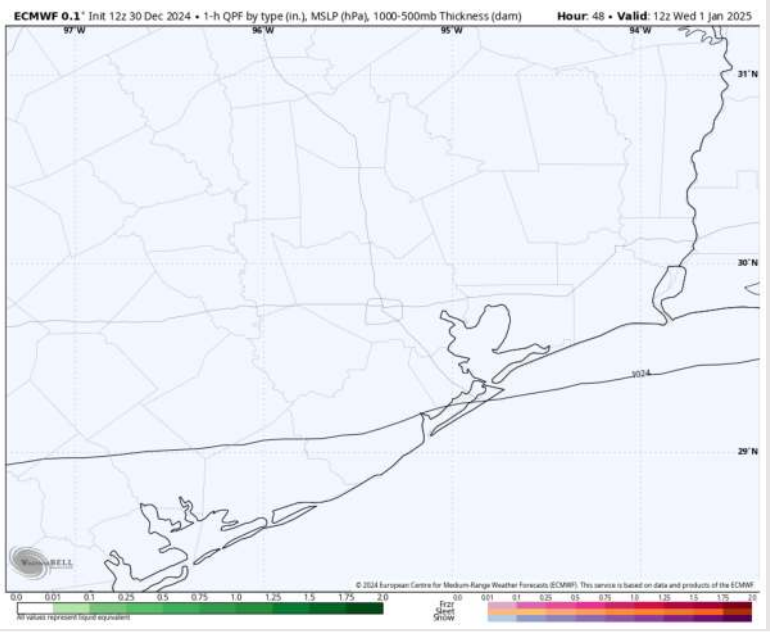 ECMWF 0.1° Init 12z 30 Dec 2024 • 1-h QPF by type (in.), MSLP (hPa), 1000-500mb Thickness (dam) Hour: 48 • Valid: 12z Wed 1 Jan 2025
97°W 96°W 95°W 94°W
31°N
30°N
1024
29°N
WeatherBELL
© 2024 European Centre for Medium-Range Weather Forecasts (ECMWF). This service is based on data and products of the ECMWF
0.0 0.01 0.1 0.25 0.5 0.75 1.0 1.25 1.5 1.75 2.0
All values represent liquid equivalent
0.0 0.01 0.1 0.25 0.5 0.75 1.0 1.25 1.5 2.0
Frzr
Sleet
Snow